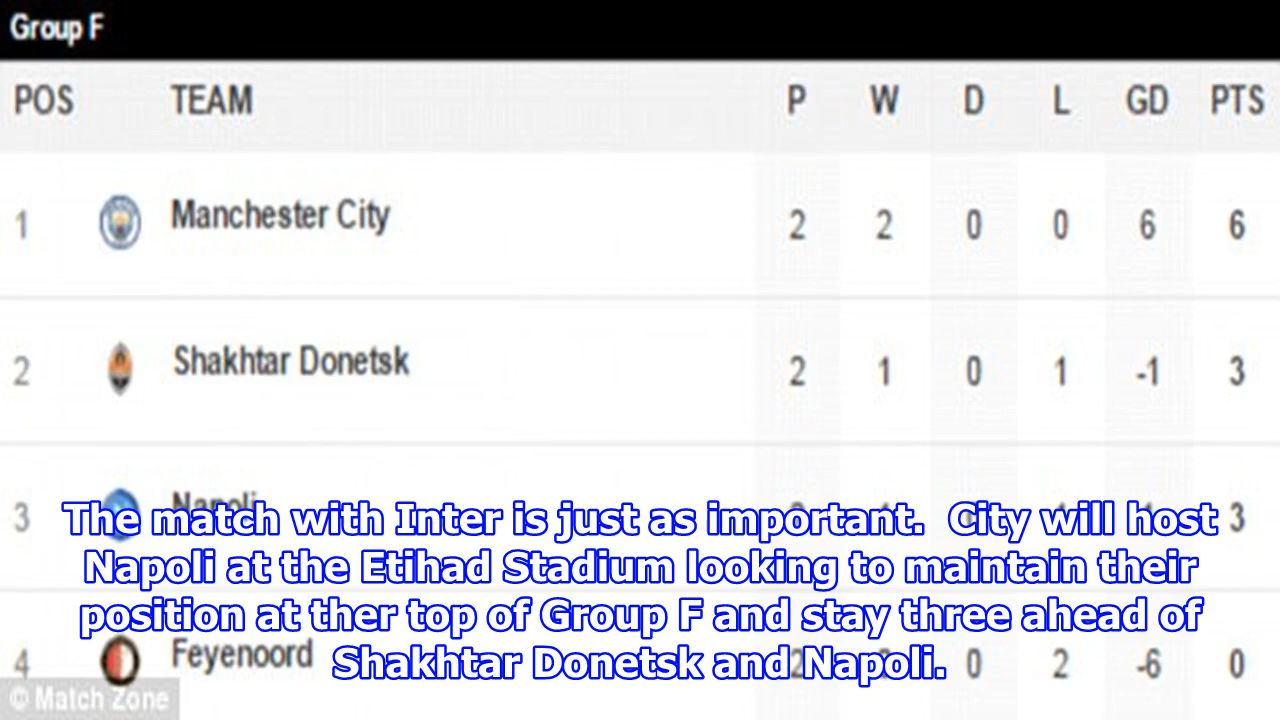 Group F
POS TEAM P W D L GD PTS
1 Manchester City 2 2 0 0 6 6
2 Shakhtar Donetsk 2 1 0 1 -1 3
3 Napoli 3
The match with Inter is just as important. City will host
Napoli at the Etihad Stadium looking to maintain their
position at ther top of Group F and stay three ahead of
Shakhtar Donetsk and Napoli.
4 Feyenoord 2 0 2 -6 0
© Match Zone